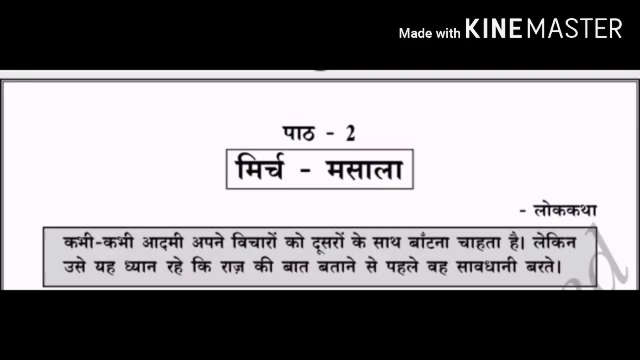 Made with KINEMASTER
पाठ - 2
मिर्च - मसाला
- लोककथा
कभी-कभी आदमी अपने विचारों को दूसरों के साथ बाँटना चाहता है। लेकिन
उसे यह ध्यान रहे कि राज़ की बात बताने से पहले वह सावधानी बरते।